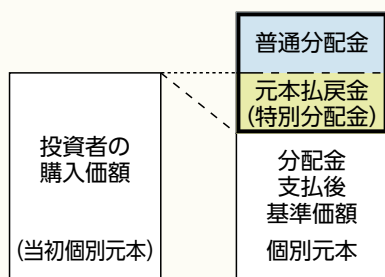 普通分配金
元本払戻金
(特別分配金)
投資者の
購入価額
(当初個別元本)
分配金
支払後
基準価額
個別元本